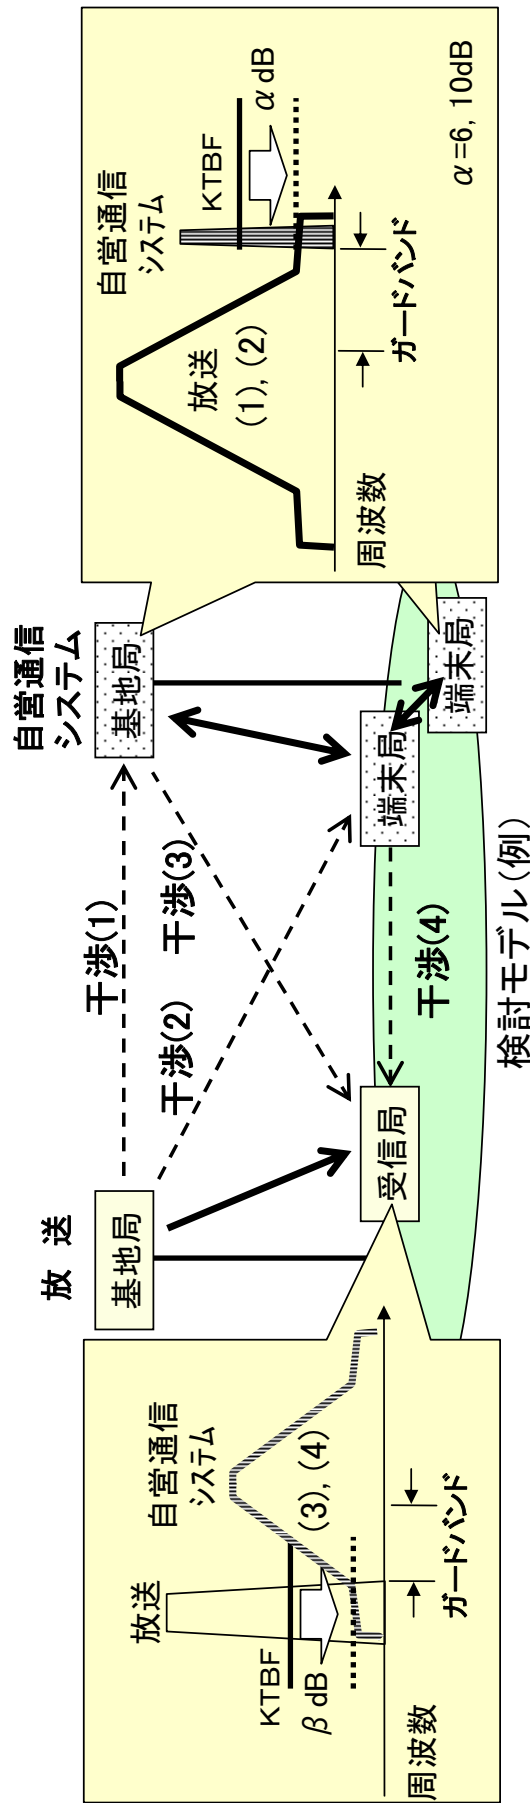 放 送
自営通信
システム
基地局
基地局
干渉(1)
干渉(2)
干渉(3)
干渉(4)
受信局
端末局
端末局
検討モデル(例)
放送
自営通信
システム
KTBF
β dB
(3), (4)
周波数
ガードバンド
自営通信
システム
KTBF
α dB
放送
(1), (2)
周波数
ガードバンド
α=6, 10dB